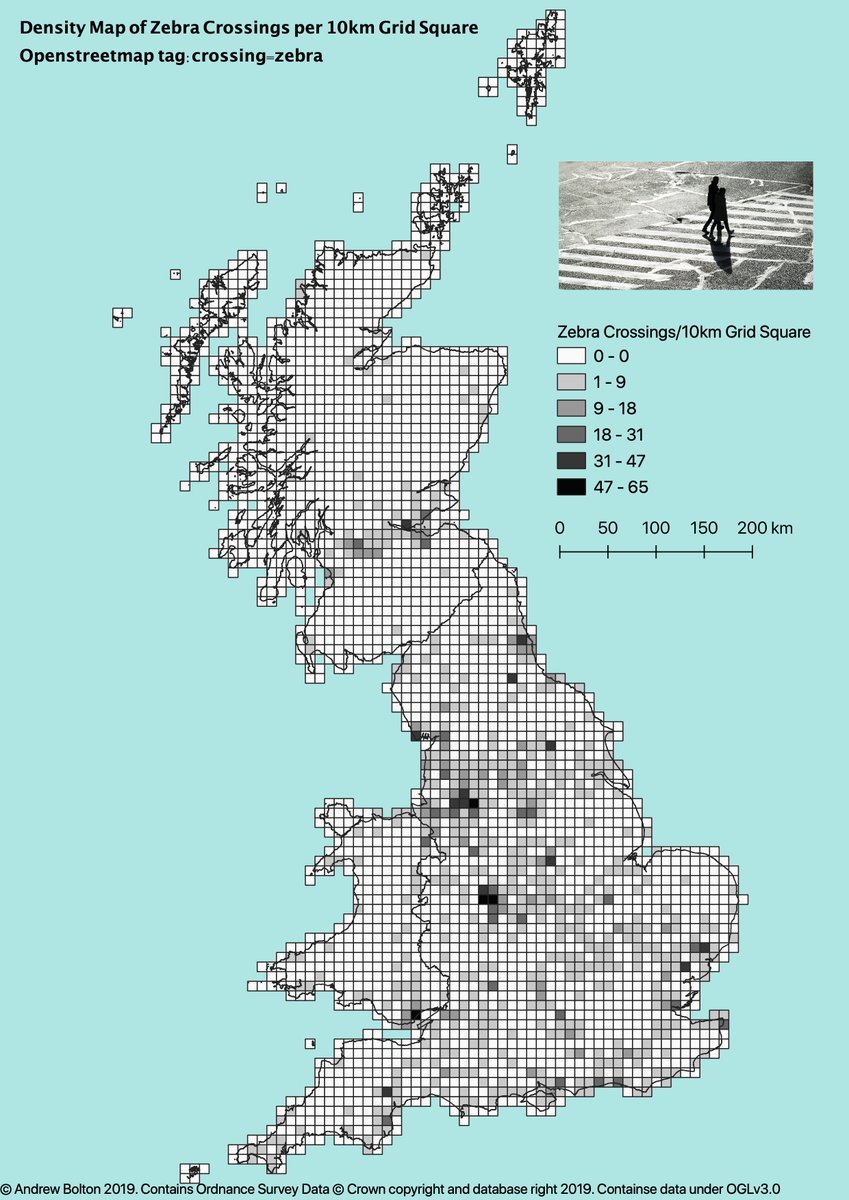 Density Map of Zebra Crossings per 10km Grid Square
Openstreetmap tag: crossing=zebra
Zebra Crossings/10km Grid Square
0 - 0
1 - 9
9 - 18
18 - 31
31 - 47
47 - 65
0 50 100 150 200 km
© Andrew Bolton 2019. Contains Ordnance Survey Data © Crown copyright and database right 2019. Containse data under OGLv3.0